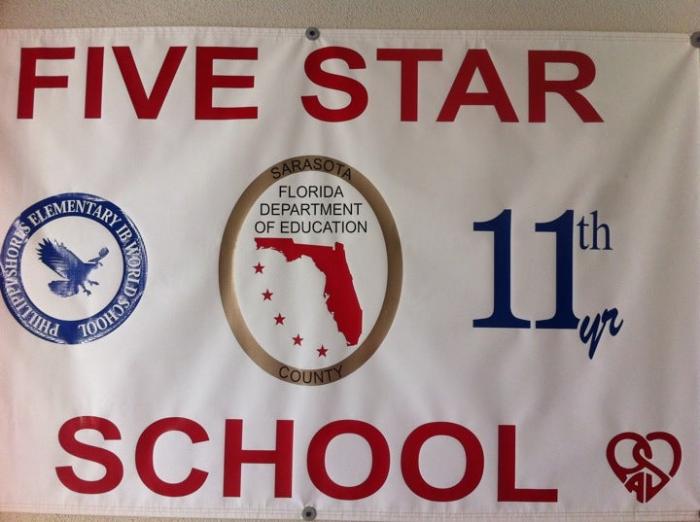 FIVE STAR
SARASOTA
FLORIDA
DEPARTMENT
OF EDUCATION
COUNTY
PHILLIPPI SHORES ELEMENTARY IB WORLD SCHOOL
11th
yr
SCHOOL